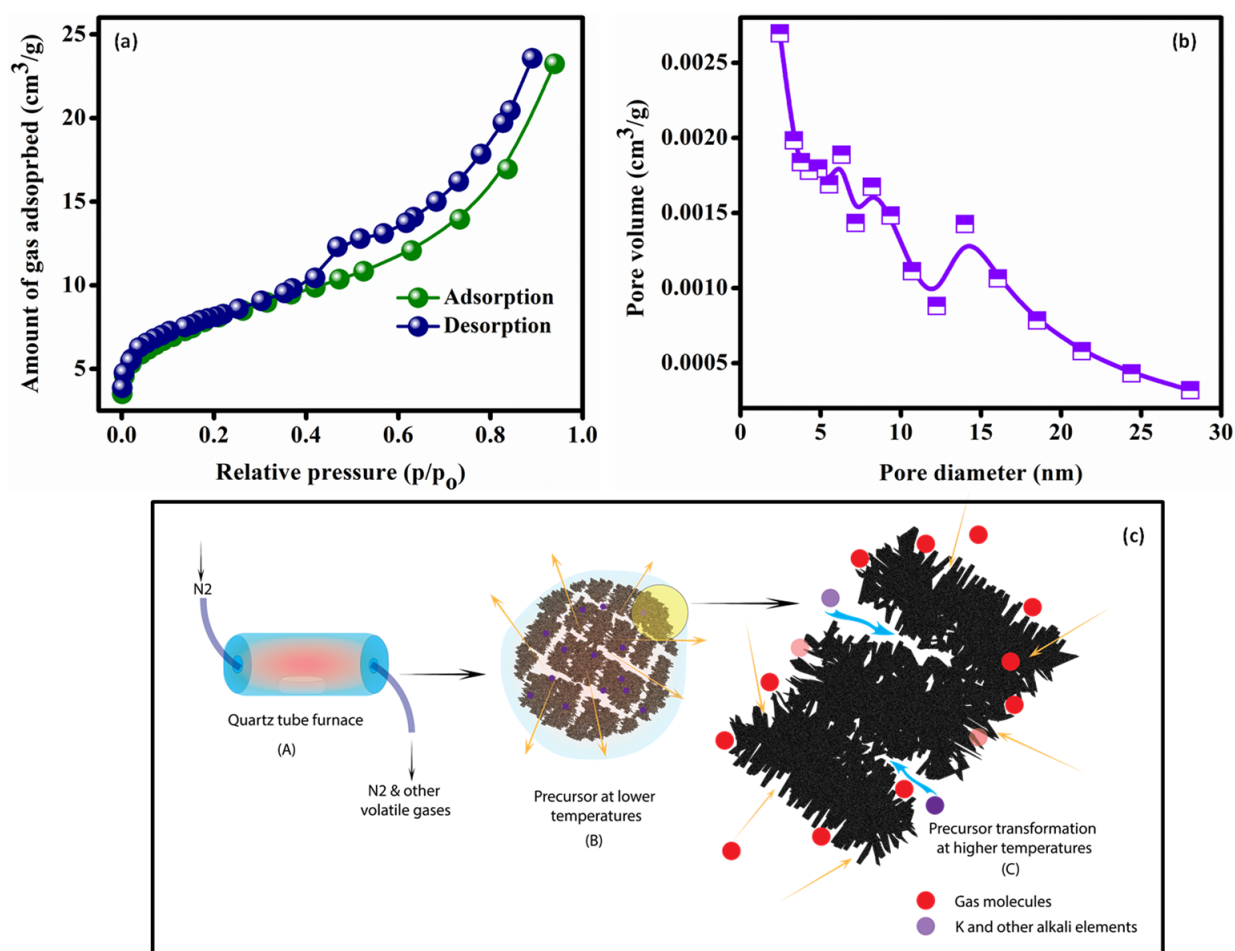 (a)
25
20
15
10
5
0.0 0.2 0.4 0.6 0.8 1.0
Amount of gas adsoprbed (cm³/g)
Relative pressure (p/p₀)
Adsorption
Desorption
(b)
0.0025
0.0020
0.0015
0.0010
0.0005
0 5 10 15 20 25 30
Pore volume (cm³/g)
Pore diameter (nm)
(c)
N2
Quartz tube furnace
(A)
N2 & other
volatile gases
Precursor at lower
temperatures
(B)
Precursor transformation
at higher temperatures
(C)
Gas molecules
K and other alkali elements